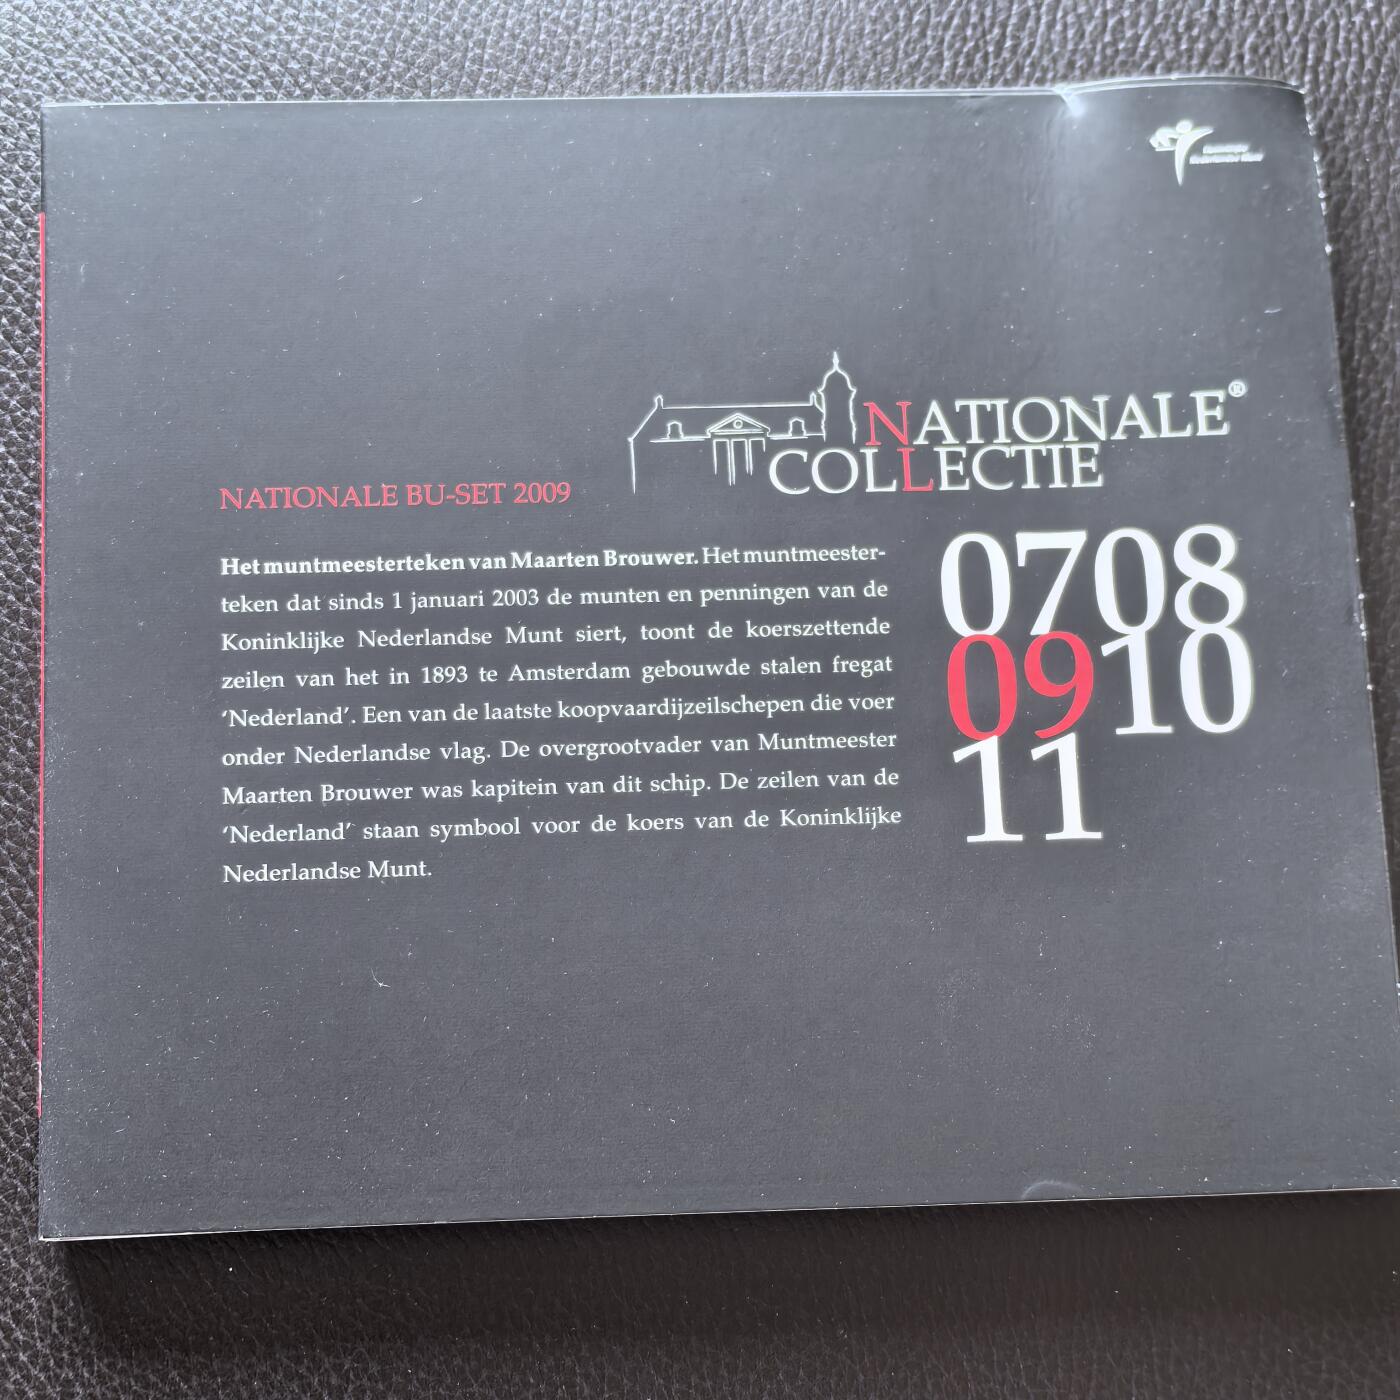 NATIONALE®
COLLECTIE
NATIONALE BU-SET 2009
Het muntmeesterteken van Maarten Brouwer. Het muntmeester-
teken dat sinds 1 januari 2003 de munten en penningen van de
Koninklijke Nederlandse Munt siert, toont de koerszettende
zeilen van het in 1893 te Amsterdam gebouwde stalen fregat
‘Nederland’. Een van de laatste koopvaardijzeilschepen die voer
onder Nederlandse vlag. De overgrootvader van Muntmeester
Maarten Brouwer was kapitein van dit schip. De zeilen van de
‘Nederland’ staan symbool voor de koers van de Koninklijke
Nederlandse Munt.
0708
0910
11